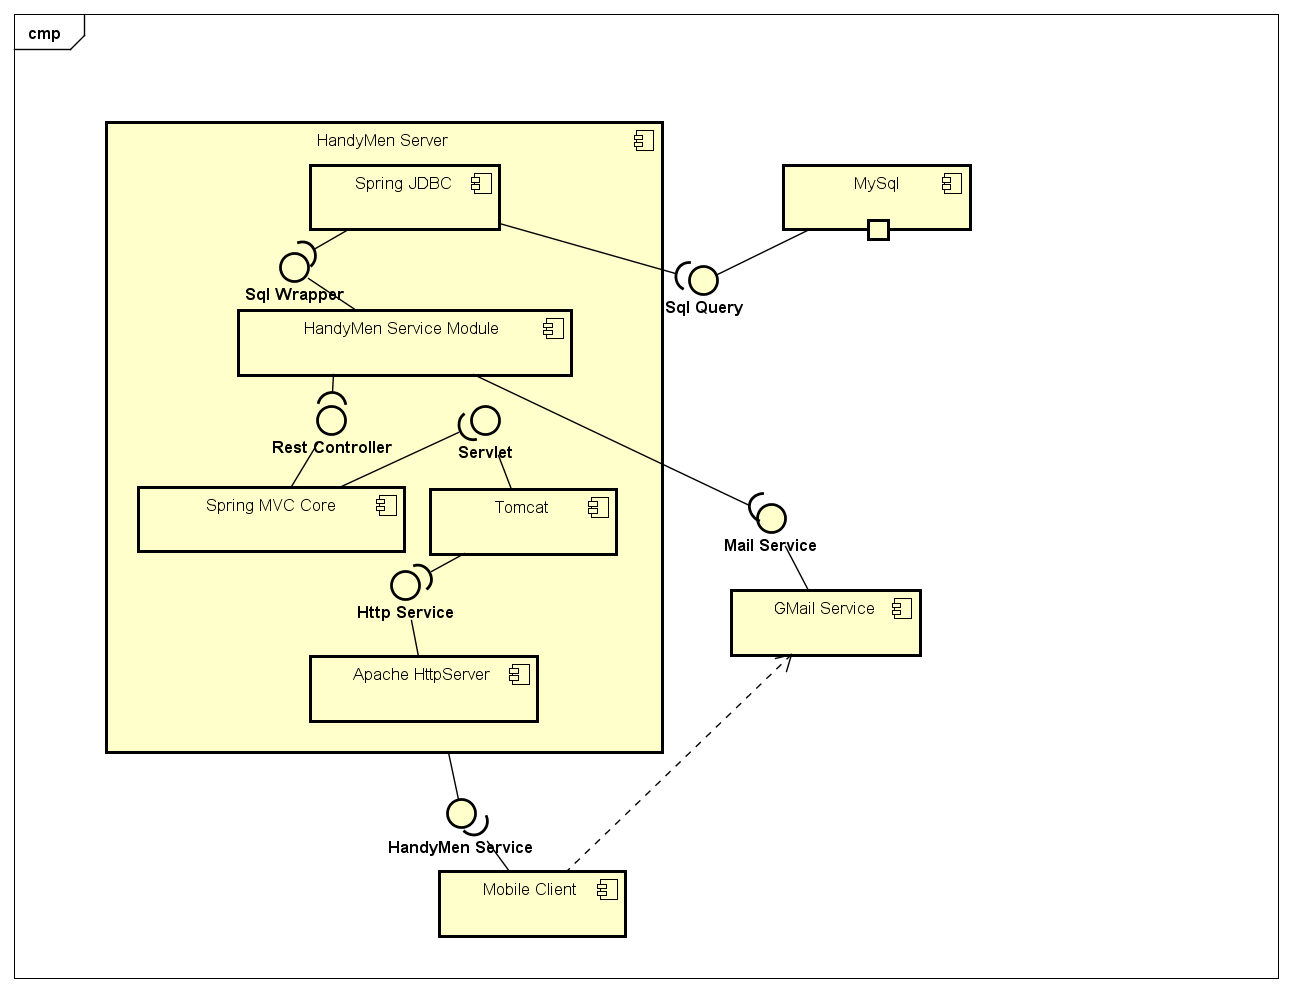 cmp
HandyMen Server
Spring JDBC
MySql
Sql Wrapper
Sql Query
HandyMen Service Module
Rest Controller
Servlet
Spring MVC Core
Tomcat
Mail Service
Http Service
GMail Service
Apache HttpServer
HandyMen Service
Mobile Client